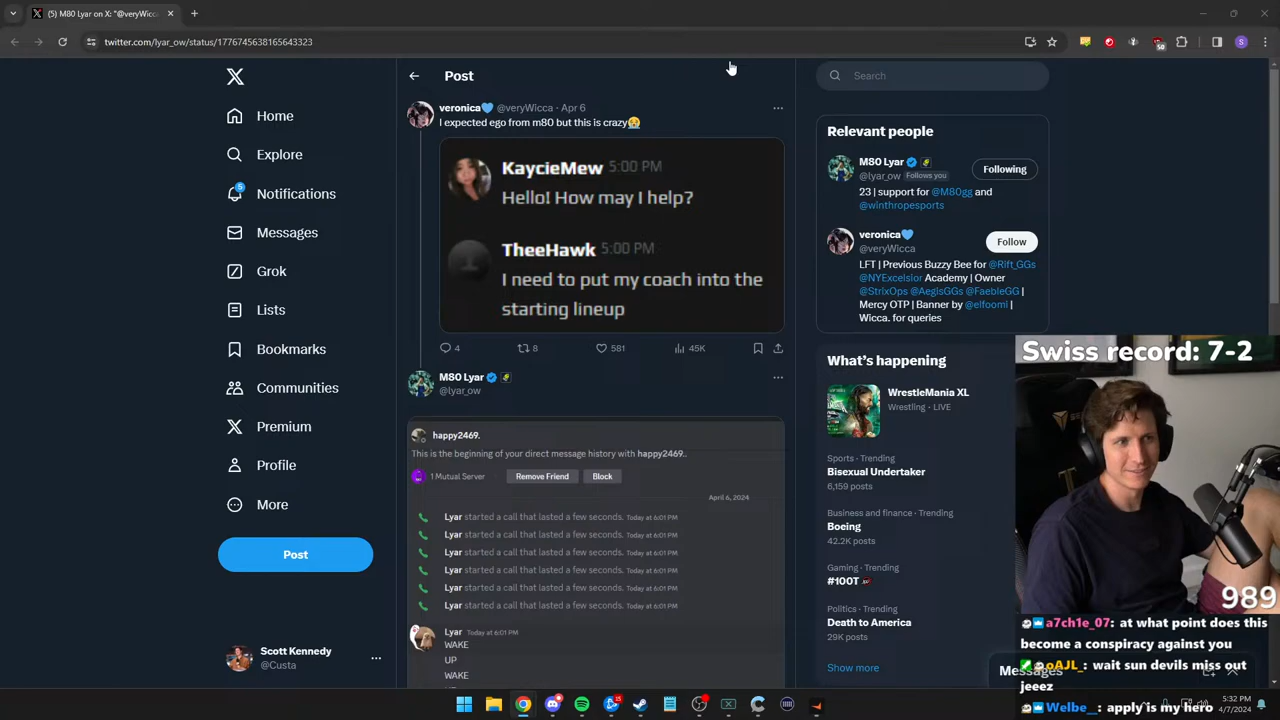 (5) M80 Lyar on X: "@veryWicc
twitter.com/lyar_ow/status/1776745638165643323
50
S
Post
Search
Home
Explore
5
Notifications
Messages
Grok
Lists
Bookmarks
Communities
Premium
Profile
More
Post
Scott Kennedy
@Custa
veronica @veryWicca · Apr 6
I expected ego from m80 but this is crazy
KaycieMew 5:00 PM
Hello! How may I help?
TheeHawk 5:00 PM
I need to put my coach into the
starting lineup
4
8
581
45K
M80 Lyar
@lyar_ow
happy2469.
This is the beginning of your direct message history with happy2469..
1 Mutual Server
Remove Friend
Block
April 6, 2024
Lyar started a call that lasted a few seconds. Today at 6:01 PM
Lyar started a call that lasted a few seconds. Today at 6:01 PM
Lyar started a call that lasted a few seconds. Today at 6:01 PM
Lyar started a call that lasted a few seconds. Today at 6:01 PM
Lyar started a call that lasted a few seconds. Today at 6:01 PM
Lyar started a call that lasted a few seconds. Today at 6:01 PM
Lyar Today at 6:01 PM
WAKE
UP
WAKE
Relevant people
M80 Lyar
@lyar_ow Follows you
Following
23 | support for @M80gg and
@winthropesports
veronica
@veryWicca
Follow
LFT | Previous Buzzy Bee for @Rift_GGs
@NYExcelsior Academy | Owner
@StrixOps @AegisGGs @FaebleGG |
Mercy OTP | Banner by @elfoomi |
Wicca. for queries
What's happening
WrestleMania XL
Wrestling · LIVE
Sports · Trending
Bisexual Undertaker
6,159 posts
Business and finance · Trending
Boeing
42.2K posts
Gaming · Trending
#100T
Politics · Trending
Death to America
29K posts
Show more
Messages
Swiss record: 7-2
989
a7ch1e_07: at what point does this
become a conspiracy against you
oAJL_: wait sun devils miss out
jeeez
Welbe__: apply is my hero
15
5:32 PM
4/7/2024